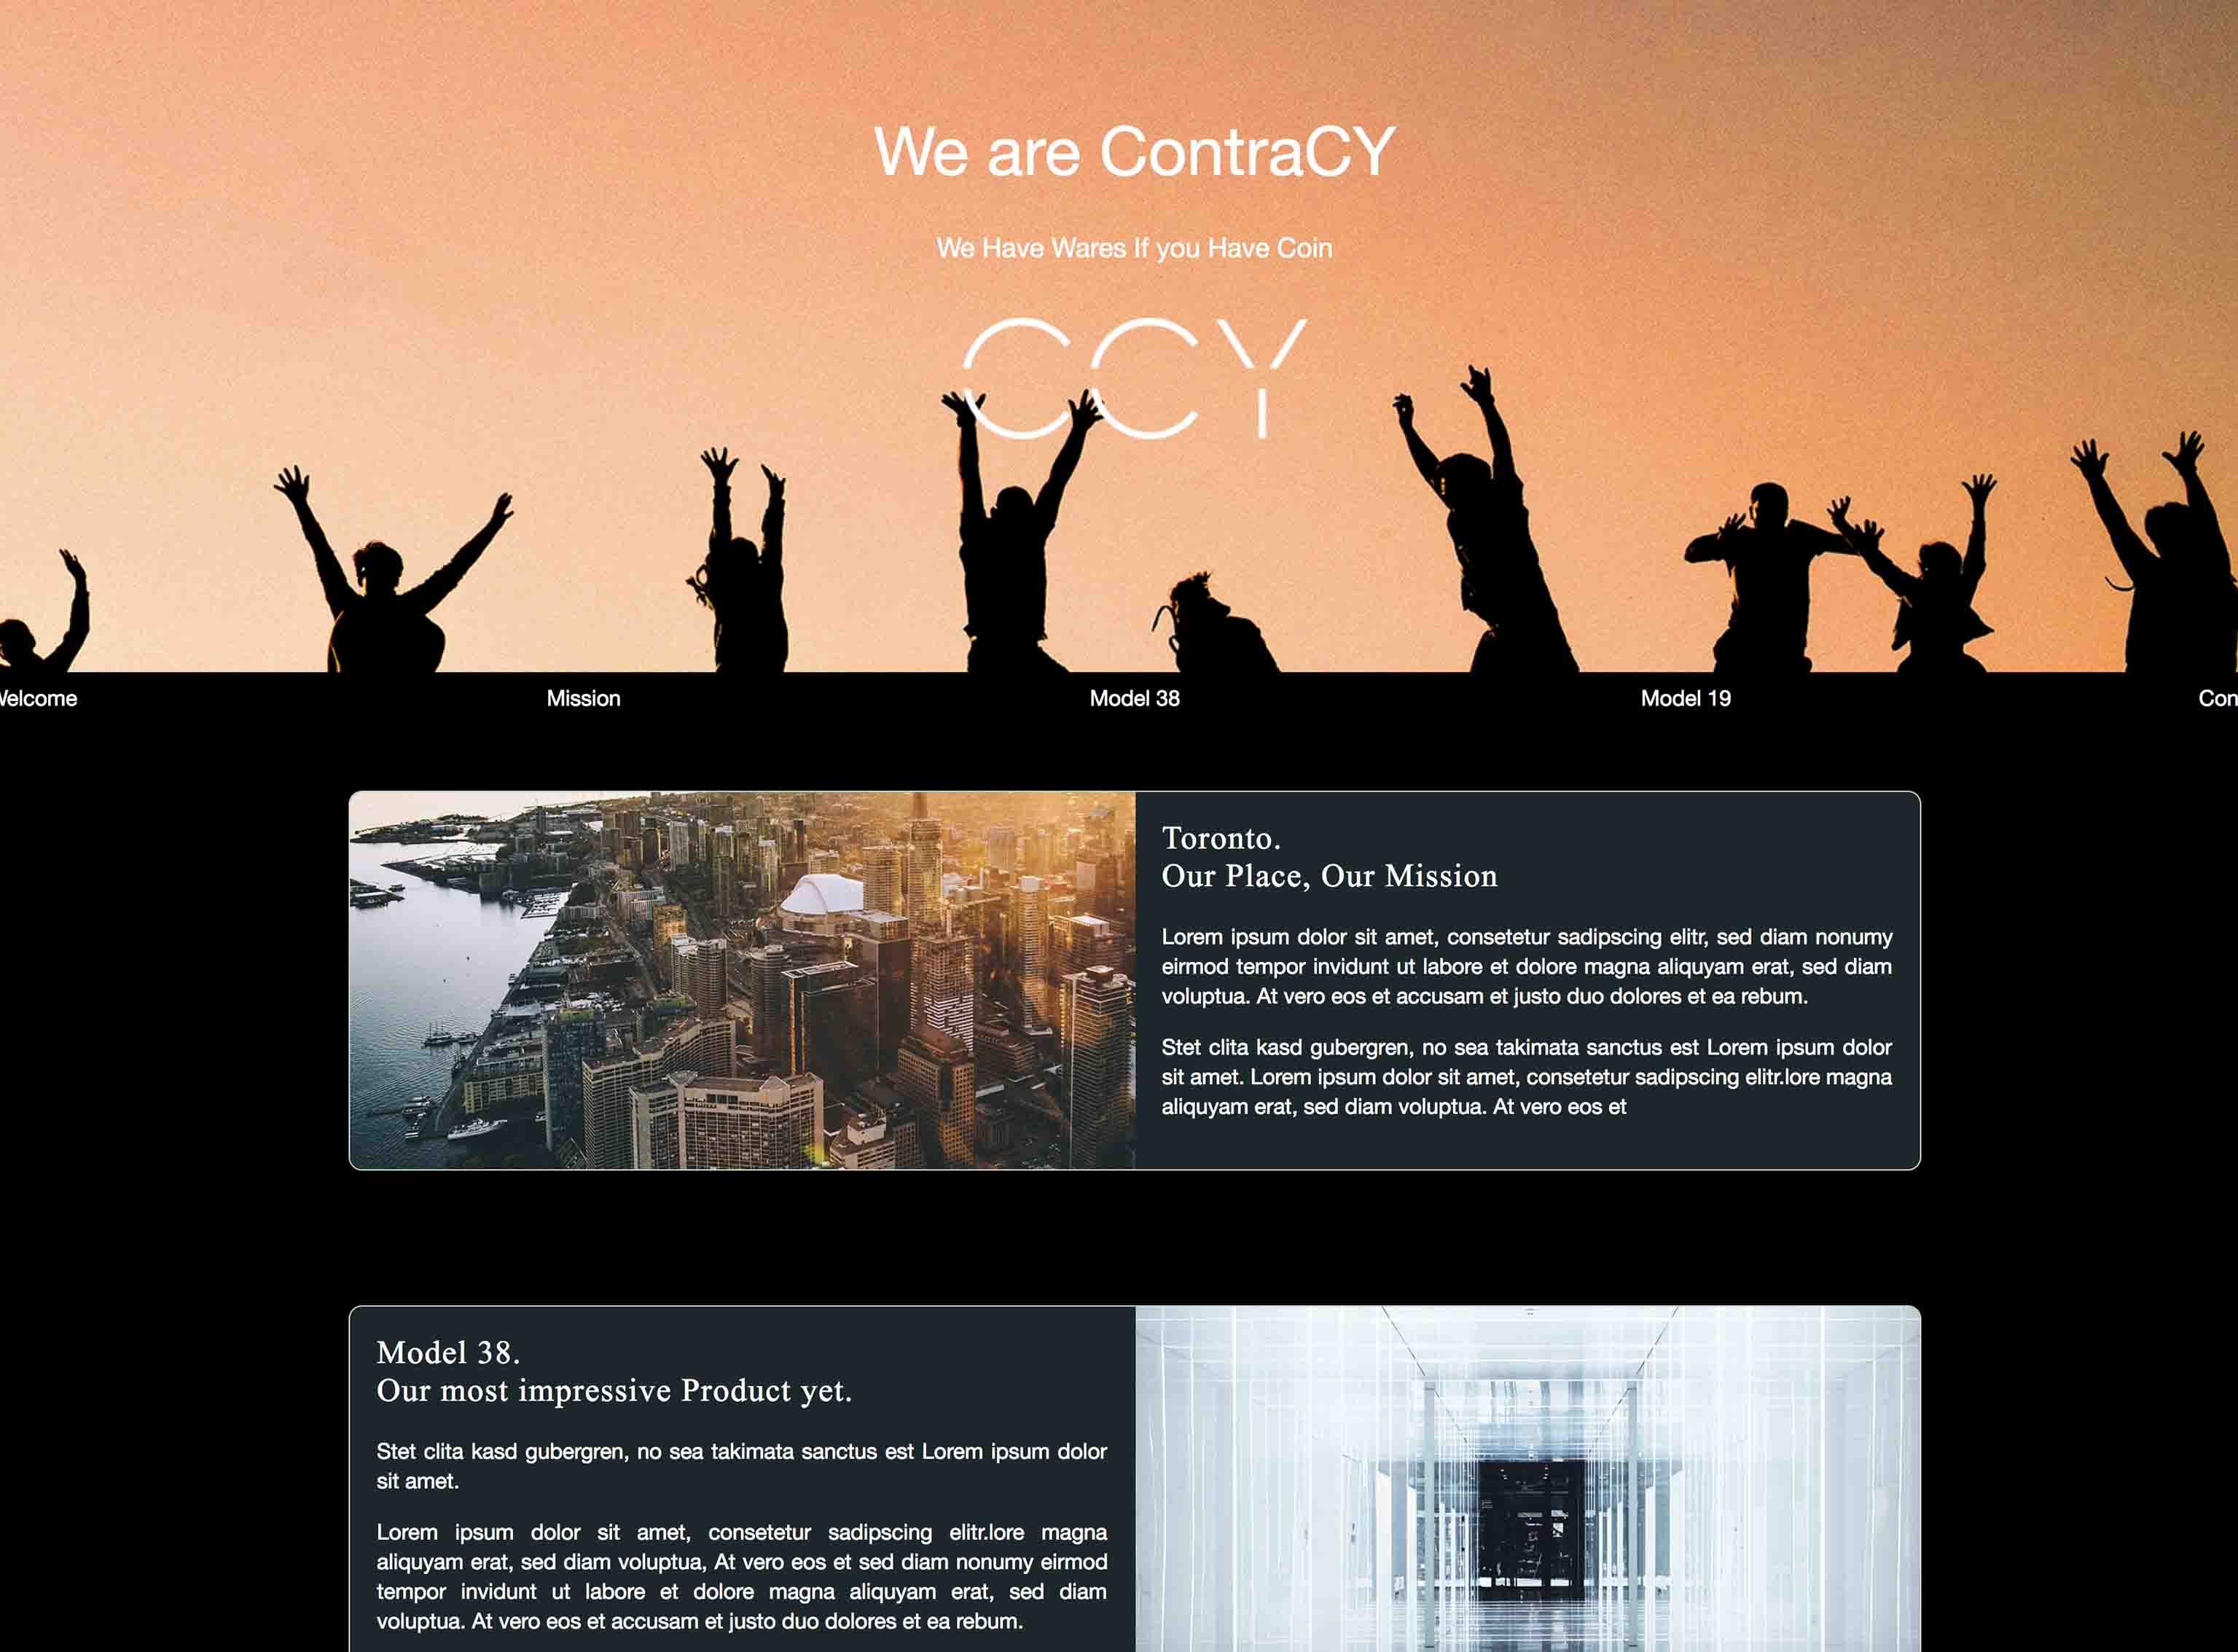 We are ContraCY
We Have Wares If you Have Coin
CCY
Mission Model 38 Model 19
Toronto.
Our Place, Our Mission
Lorem ipsum dolor sit amet, consetetur sadipscing elitr, sed diam nonumy
eirmod tempor invidunt ut labore et dolore magna aliquyam erat, sed diam
voluptua. At vero eos et accusam et justo duo dolores et ea rebum.
Stet clita kasd gubergren, no sea takimata sanctus est Lorem ipsum dolor
sit amet. Lorem ipsum dolor sit amet, consetetur sadipscing elitr.lore magna
aliquyam erat, sed diam voluptua. At vero eos et
Model 38.
Our most impressive Product yet.
Stet clita kasd gubergren, no sea takimata sanctus est Lorem ipsum dolor
sit amet.
Lorem ipsum dolor sit amet, consetetur sadipscing elitr.lore magna
aliquyam erat, sed diam voluptua, At vero eos et sed diam nonumy eirmod
tempor invidunt ut labore et dolore magna aliquyam erat, sed diam
voluptua. At vero eos et accusam et justo duo dolores et ea rebum.